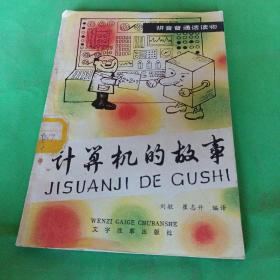 拼音普通话读物
计算机的故事
JISUANJI DE GUSHI
刘敏 崔志升 编译
WENZI GAIGE CHUBANSHE
文字改革出版社